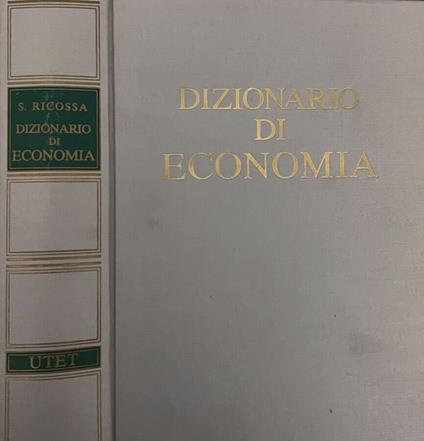 S. RICOSSA
DIZIONARIO
DI
ECONOMIA
UTET
DIZIONARIO
DI
ECONOMIA